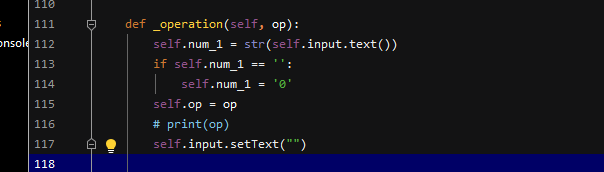 110
111 def _operation(self, op):
onsole
112 self.num_1 = str(self.input.text())
113 if self.num_1 == '':
114 self.num_1 = '0'
115 self.op = op
116 # print(op)
117 self.input.setText("")
118